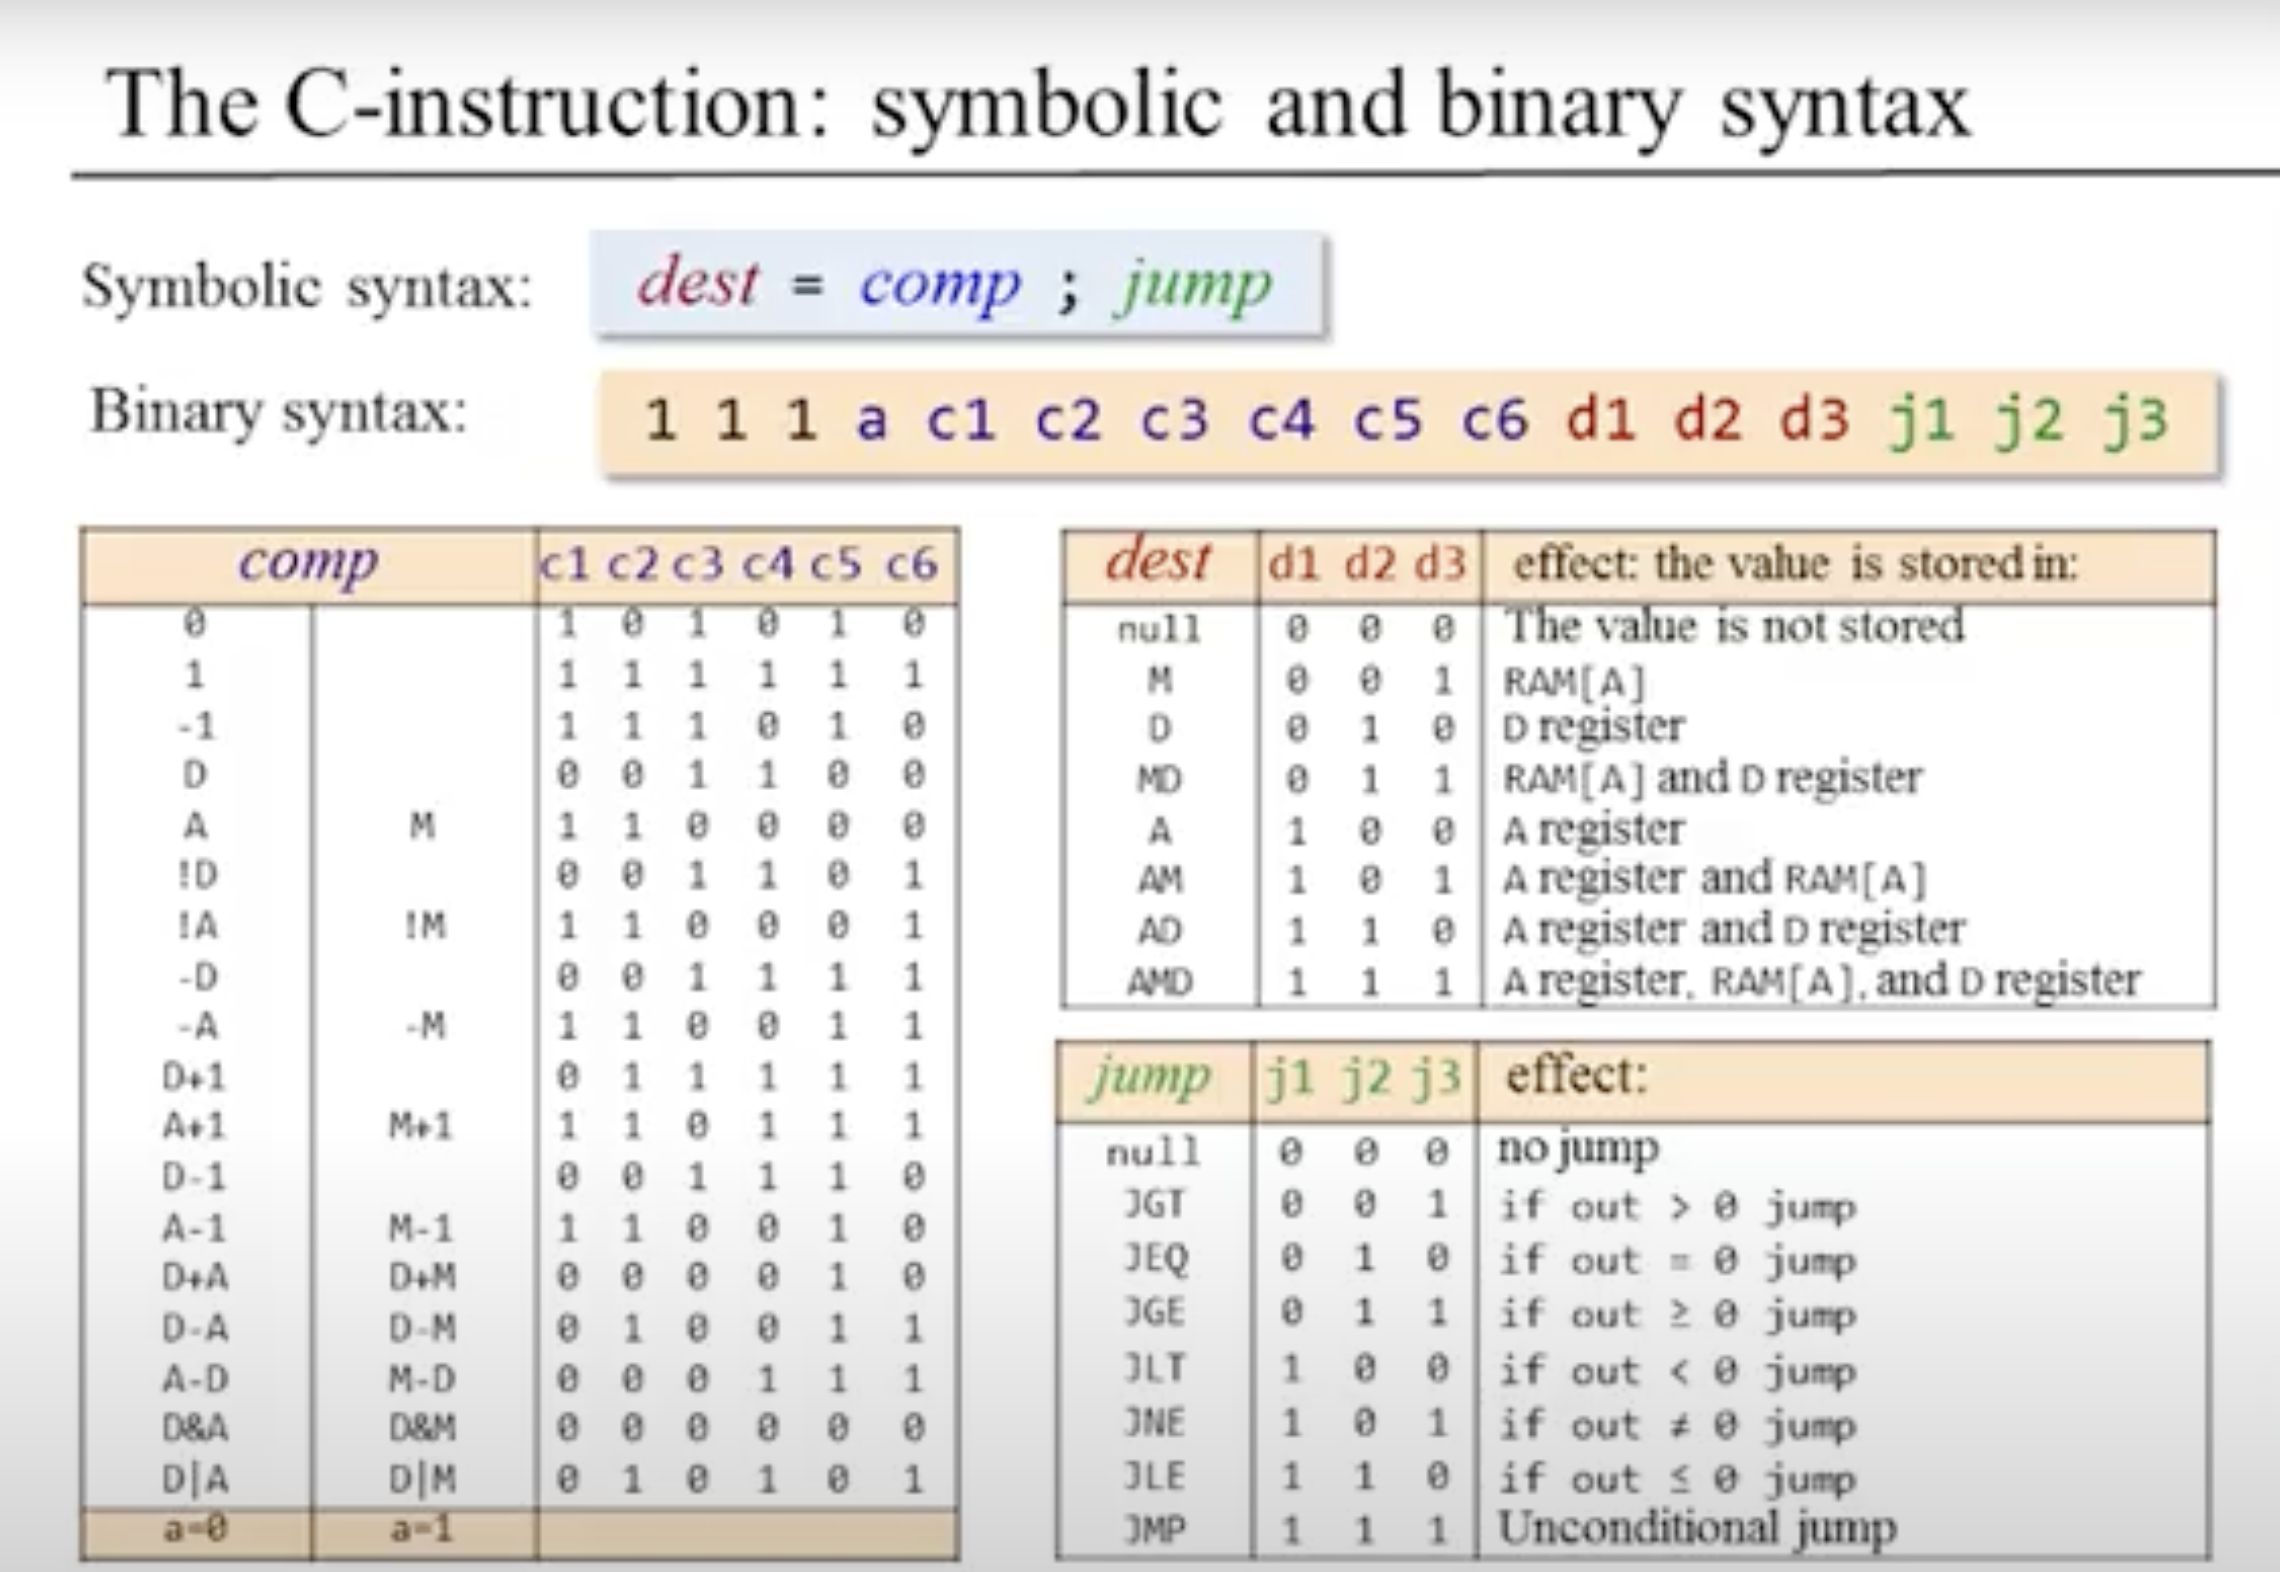 The C-instruction: symbolic and binary syntax
Symbolic syntax: dest = comp ; jump
Binary syntax: 1 1 1 a c1 c2 c3 c4 c5 c6 d1 d2 d3 j1 j2 j3
comp c1 c2 c3 c4 c5 c6
0 1 0 1 0 1 0
1 1 1 1 1 1 1
-1 1 1 1 0 1 0
D 0 0 1 1 0 0
A M 1 1 0 0 0 0
!D 0 0 1 1 0 1
!A !M 1 1 0 0 0 1
-D 0 0 1 1 1 1
-A -M 1 1 0 0 1 1
D+1 0 1 1 1 1 1
A+1 M+1 1 1 0 1 1 1
D-1 0 0 1 1 1 0
A-1 M-1 1 1 0 0 1 0
D+A D+M 0 0 0 0 1 0
D-A D-M 0 1 0 0 1 1
A-D M-D 0 0 0 1 1 1
D&A D&M 0 0 0 0 0 0
D|A D|M 0 1 0 1 0 1
a=0 a=1
dest d1 d2 d3 effect: the value is stored in:
null 0 0 0 The value is not stored
M 0 0 1 RAM[A]
D 0 1 0 D register
MD 0 1 1 RAM[A] and D register
A 1 0 0 A register
AM 1 0 1 A register and RAM[A]
AD 1 1 0 A register and D register
AMD 1 1 1 A register, RAM[A], and D register
jump j1 j2 j3 effect:
null 0 0 0 no jump
JGT 0 0 1 if out > 0 jump
JEQ 0 1 0 if out = 0 jump
JGE 0 1 1 if out ≥ 0 jump
JLT 1 0 0 if out < 0 jump
JNE 1 0 1 if out ≠ 0 jump
JLE 1 1 0 if out ≤ 0 jump
JMP 1 1 1 Unconditional jump